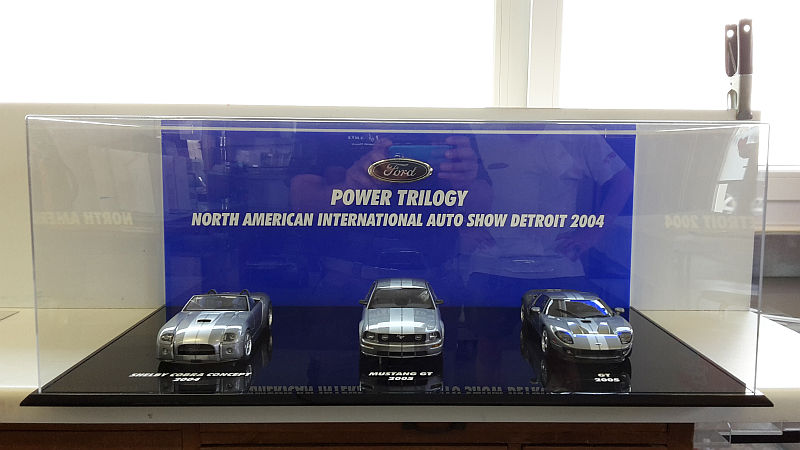 Ford
POWER TRILOGY
NORTH AMERICAN INTERNATIONAL AUTO SHOW DETROIT 2004
SHELBY COBRA CONCEPT
2004
MUSTANG GT
2005
GT
2005